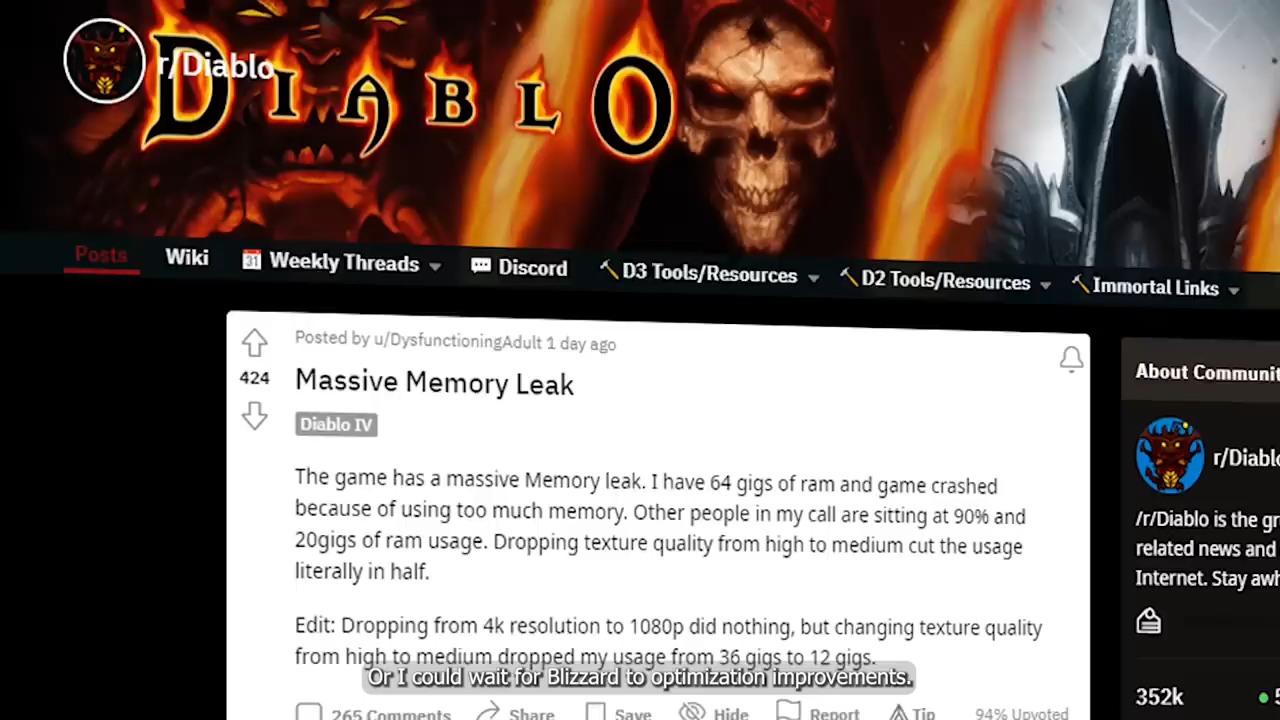 r/Diablo
DIABLO
Posts Wiki 31 Weekly Threads Discord D3 Tools/Resources D2 Tools/Resources Immortal Links
Posted by u/DysfunctioningAdult 1 day ago
424
Massive Memory Leak
Diablo IV
The game has a massive Memory leak. I have 64 gigs of ram and game crashed
because of using too much memory. Other people in my call are sitting at 90% and
20gigs of ram usage. Dropping texture quality from high to medium cut the usage
literally in half.
Edit: Dropping from 4k resolution to 1080p did nothing, but changing texture quality
from high to medium dropped my usage from 36 gigs to 12 gigs.
Or I could wait for Blizzard to optimization improvements.
265 Comments Share Save Hide Report Tip 94% Upvoted
About Communit
r/Diablo
/r/Diablo is the gr
related news and
Internet. Stay awh
352k